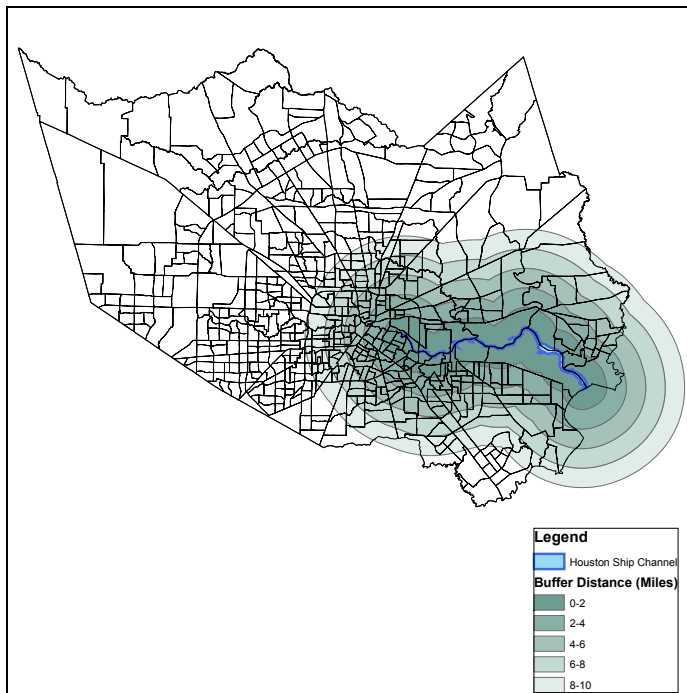 Legend
Houston Ship Channel
Buffer Distance (Miles)
0-2
2-4
4-6
6-8
8-10